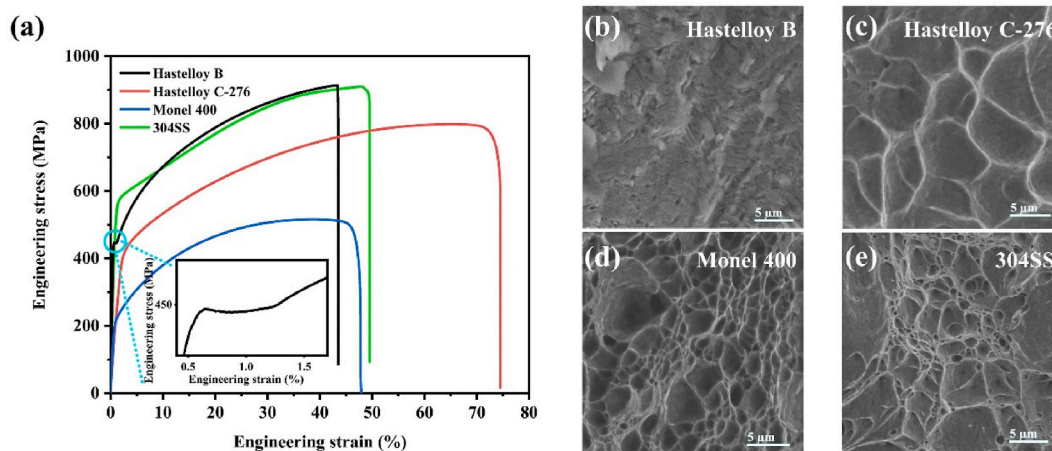 (a)
Engineering stress (MPa)
1000
800
600
400
200
0
Hastelloy B
Hastelloy C-276
Monel 400
304SS
Engineering stress (MPa)
450
0.5 1.0 1.5
Engineering strain (%)
0 10 20 30 40 50 60 70 80
Engineering strain (%)
(b) Hastelloy B
5 μm
(c) Hastelloy C-276
5 μm
(d) Monel 400
5 μm
(e) 304SS
5 μm